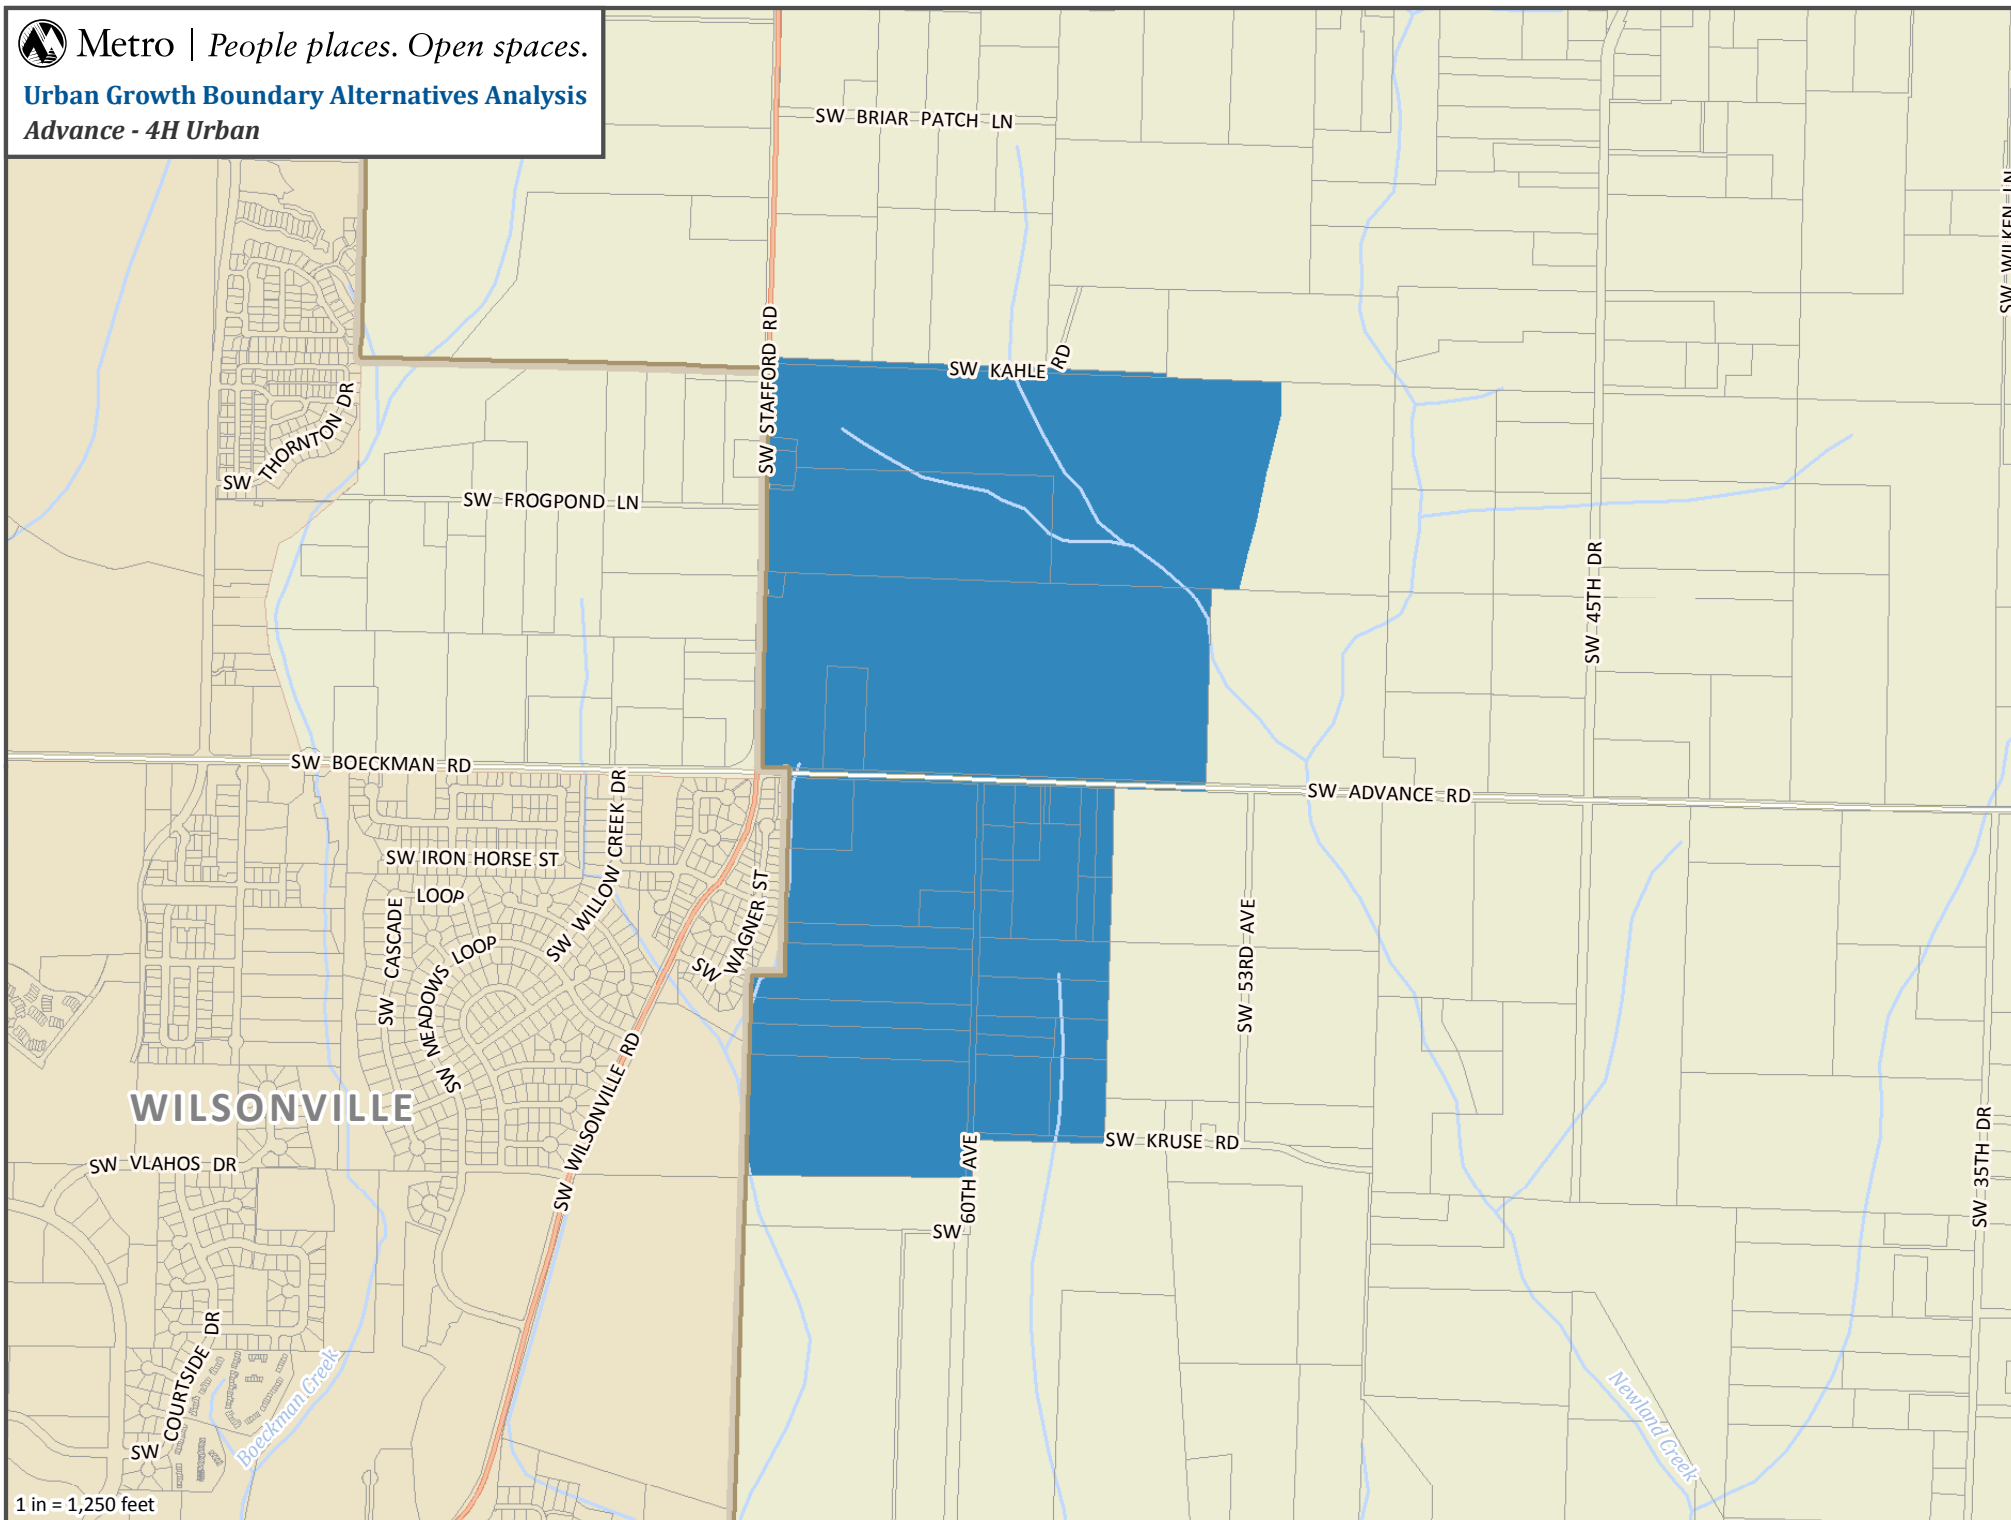 Metro | People places. Open spaces.
Urban Growth Boundary Alternatives Analysis
Advance - 4H Urban
SW BRIAR PATCH LN
SW WILKEN LN
SW STAFFORD RD
SW KAHLE RD
SW THORNTON DR
SW FROGPOND LN
SW 45TH DR
SW BOECKMAN RD
SW ADVANCE RD
SW WILLOW CREEK DR
SW IRON HORSE ST
SW CASCADE LOOP
SW MEADOWS LOOP
SW WAGNER ST
SW 53RD AVE
SW WILSONVILLE RD
WILSONVILLE
SW VLAHOS DR
SW KRUSE RD
SW 60TH AVE
SW 35TH DR
SW COURTSIDE DR
Boeckman Creek
Newland Creek
1 in = 1,250 feet